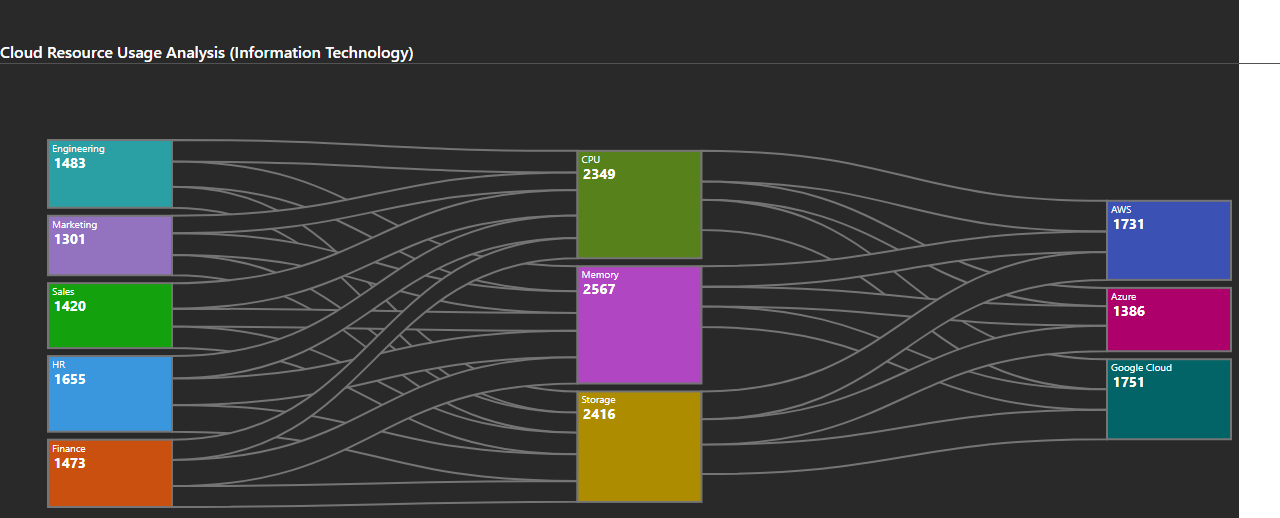 Cloud Resource Usage Analysis (Information Technology)
Engineering
1483
Marketing
1301
Sales
1420
HR
1655
Finance
1473
CPU
2349
Memory
2567
Storage
2416
AWS
1731
Azure
1386
Google Cloud
1751